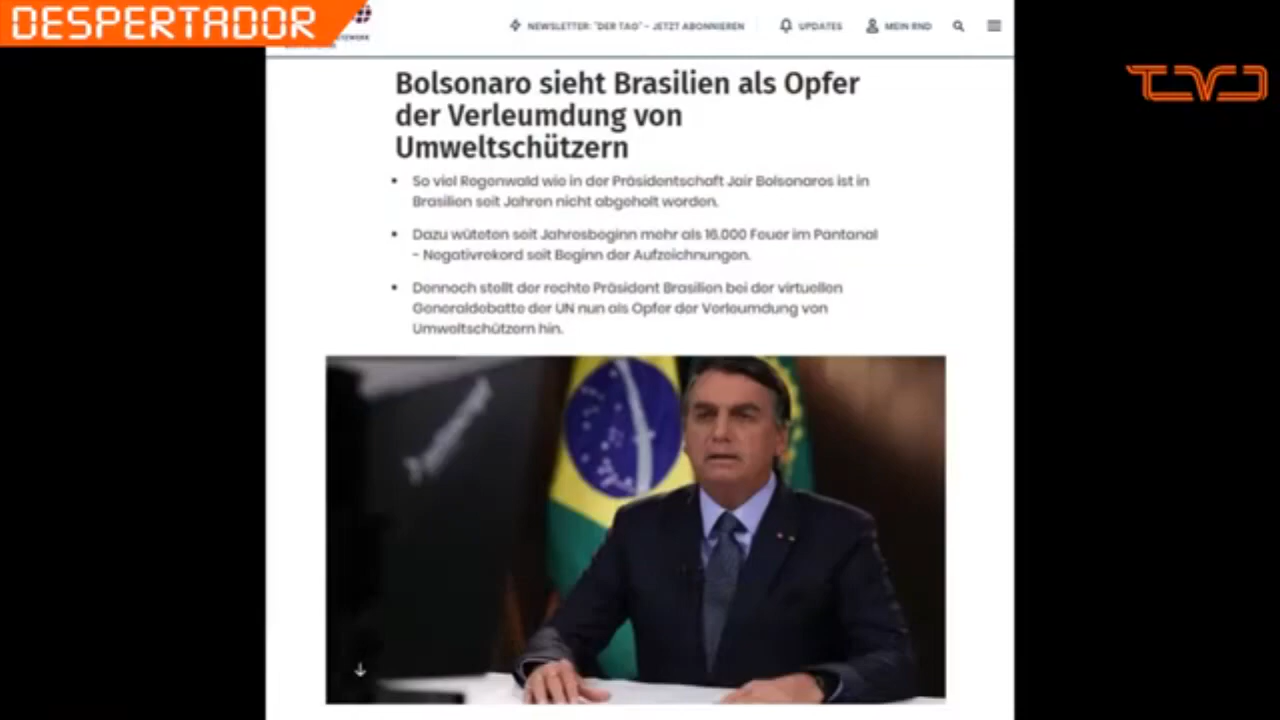 DESPERTADOR
NEWSLETTER: "DER TAG" - JETZT ABONNIEREN
UPDATES
MEIN RND
TVD
Bolsonaro sieht Brasilien als Opfer
der Verleumdung von
Umweltschützern
• So viel Regenwald wie in der Präsidentschaft Jair Bolsonaros ist in
Brasilien seit Jahren nicht abgeholt worden.
• Dazu wüteten seit Jahresbeginn mehr als 16.000 Feuer im Pantanal
- Negativrekord seit Beginn der Aufzeichnungen.
• Dennoch stellt der rechte Präsident Brasilien bei der virtuellen
Generaldebatte der UN nun als Opfer der Verleumdung von
Umweltschützern hin.